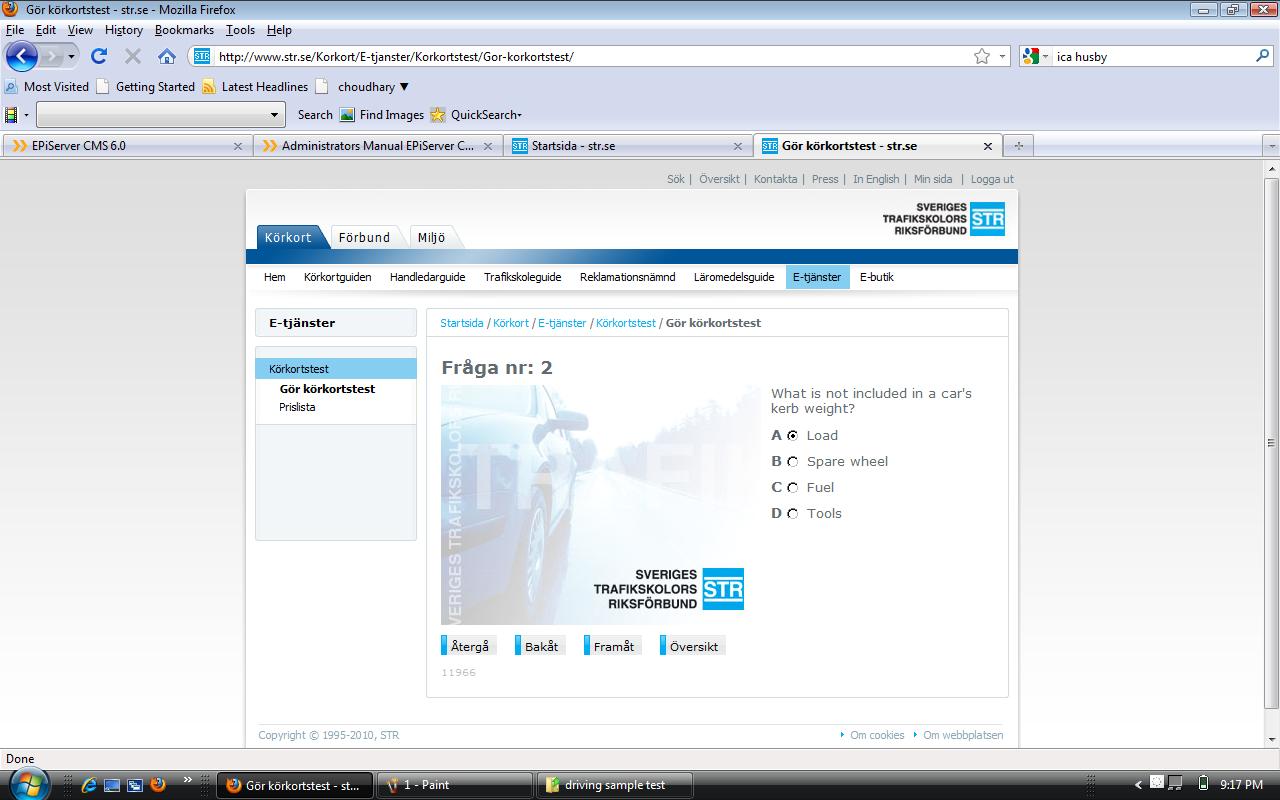 Gör körkortstest - str.se - Mozilla Firefox
File Edit View History Bookmarks Tools Help
STR http://www.str.se/Korkort/E-tjanster/Korkortstest/Gor-korkortstest/ ica husby
Most Visited Getting Started Latest Headlines choudhary
Search Find Images QuickSearch
EPiServer CMS 6.0 Administrators Manual EPiServer C... STR Startsida - str.se STR Gör körkortstest - str.se
Sök | Översikt | Kontakta | Press | In English | Min sida | Logga ut
SVERIGES
TRAFIKSKOLORS STR
RIKSFÖRBUND
Körkort Förbund Miljö
Hem Körkortguiden Handledarguide Trafikskoleguide Reklamationsnämnd Läromedelsguide E-tjänster E-butik
E-tjänster
Körkortstest
Gör körkortstest
Prislista
Startsida / Körkort / E-tjänster / Körkortstest / Gör körkortstest
Fråga nr: 2
TRAFI
SVERIGES TRAFIKSKOLORS R
SVERIGES
TRAFIKSKOLORS STR
RIKSFÖRBUND
What is not included in a car's
kerb weight?
A Load
B Spare wheel
C Fuel
D Tools
Återgå Bakåt Framåt Översikt
11966
Copyright © 1995-2010, STR Om cookies Om webbplatsen
Done
Gör körkortstest - st... 1 - Paint driving sample test 9:17 PM